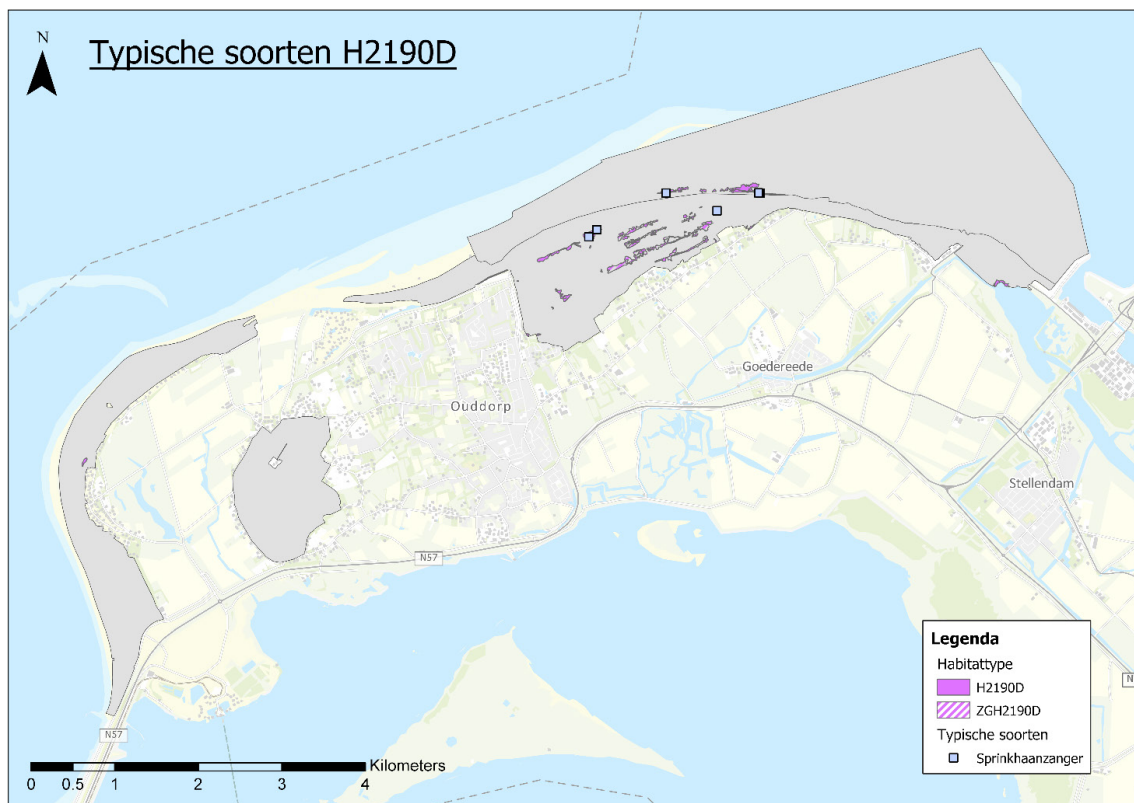 N
Typische soorten H2190D
Goedereede
Ouddorp
Stellendam
N57
N57
N
Legenda
Habitattype
H2190D
ZGH2190D
Typische soorten
Sprinkhaanzanger
Kilometers
0 0.5 1 2 3 4